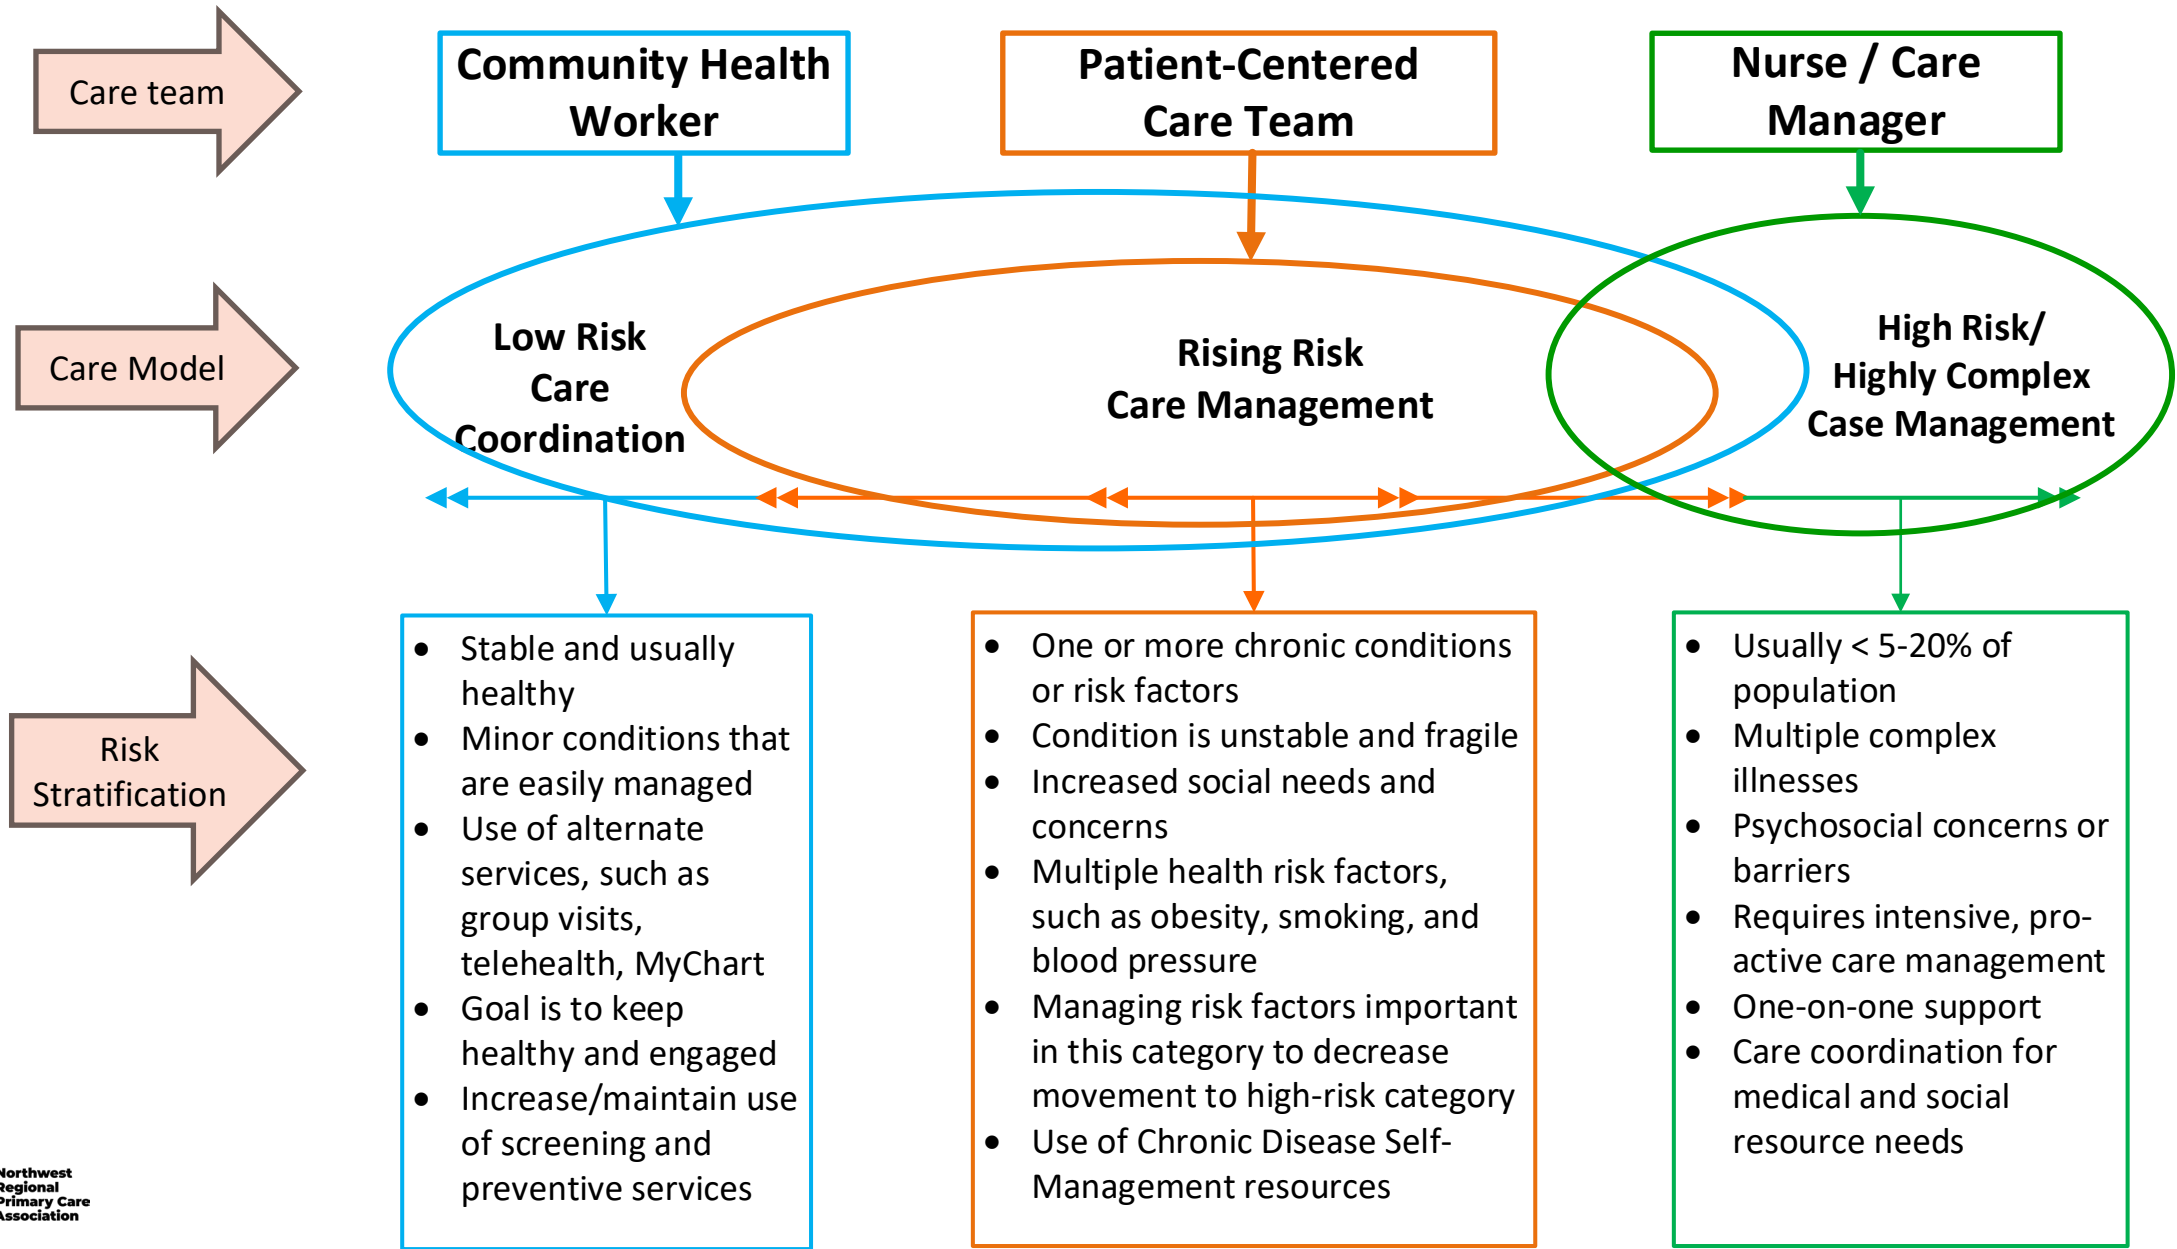 Care team
Community Health
Worker
Patient-Centered
Care Team
Nurse / Care
Manager
Care Model
Low Risk
Care
Coordination
Rising Risk
Care Management
High Risk/
Highly Complex
Case Management
Risk
Stratification
• Stable and usually
healthy
• Minor conditions that
are easily managed
• Use of alternate
services, such as
group visits,
telehealth, MyChart
• Goal is to keep
healthy and engaged
• Increase/maintain use
of screening and
preventive services
• One or more chronic conditions
or risk factors
• Condition is unstable and fragile
• Increased social needs and
concerns
• Multiple health risk factors,
such as obesity, smoking, and
blood pressure
• Managing risk factors important
in this category to decrease
movement to high-risk category
• Use of Chronic Disease Self-
Management resources
• Usually < 5-20% of
population
• Multiple complex
illnesses
• Psychosocial concerns or
barriers
• Requires intensive, pro-
active care management
• One-on-one support
• Care coordination for
medical and social
resource needs
Northwest
Regional
Primary Care
Association